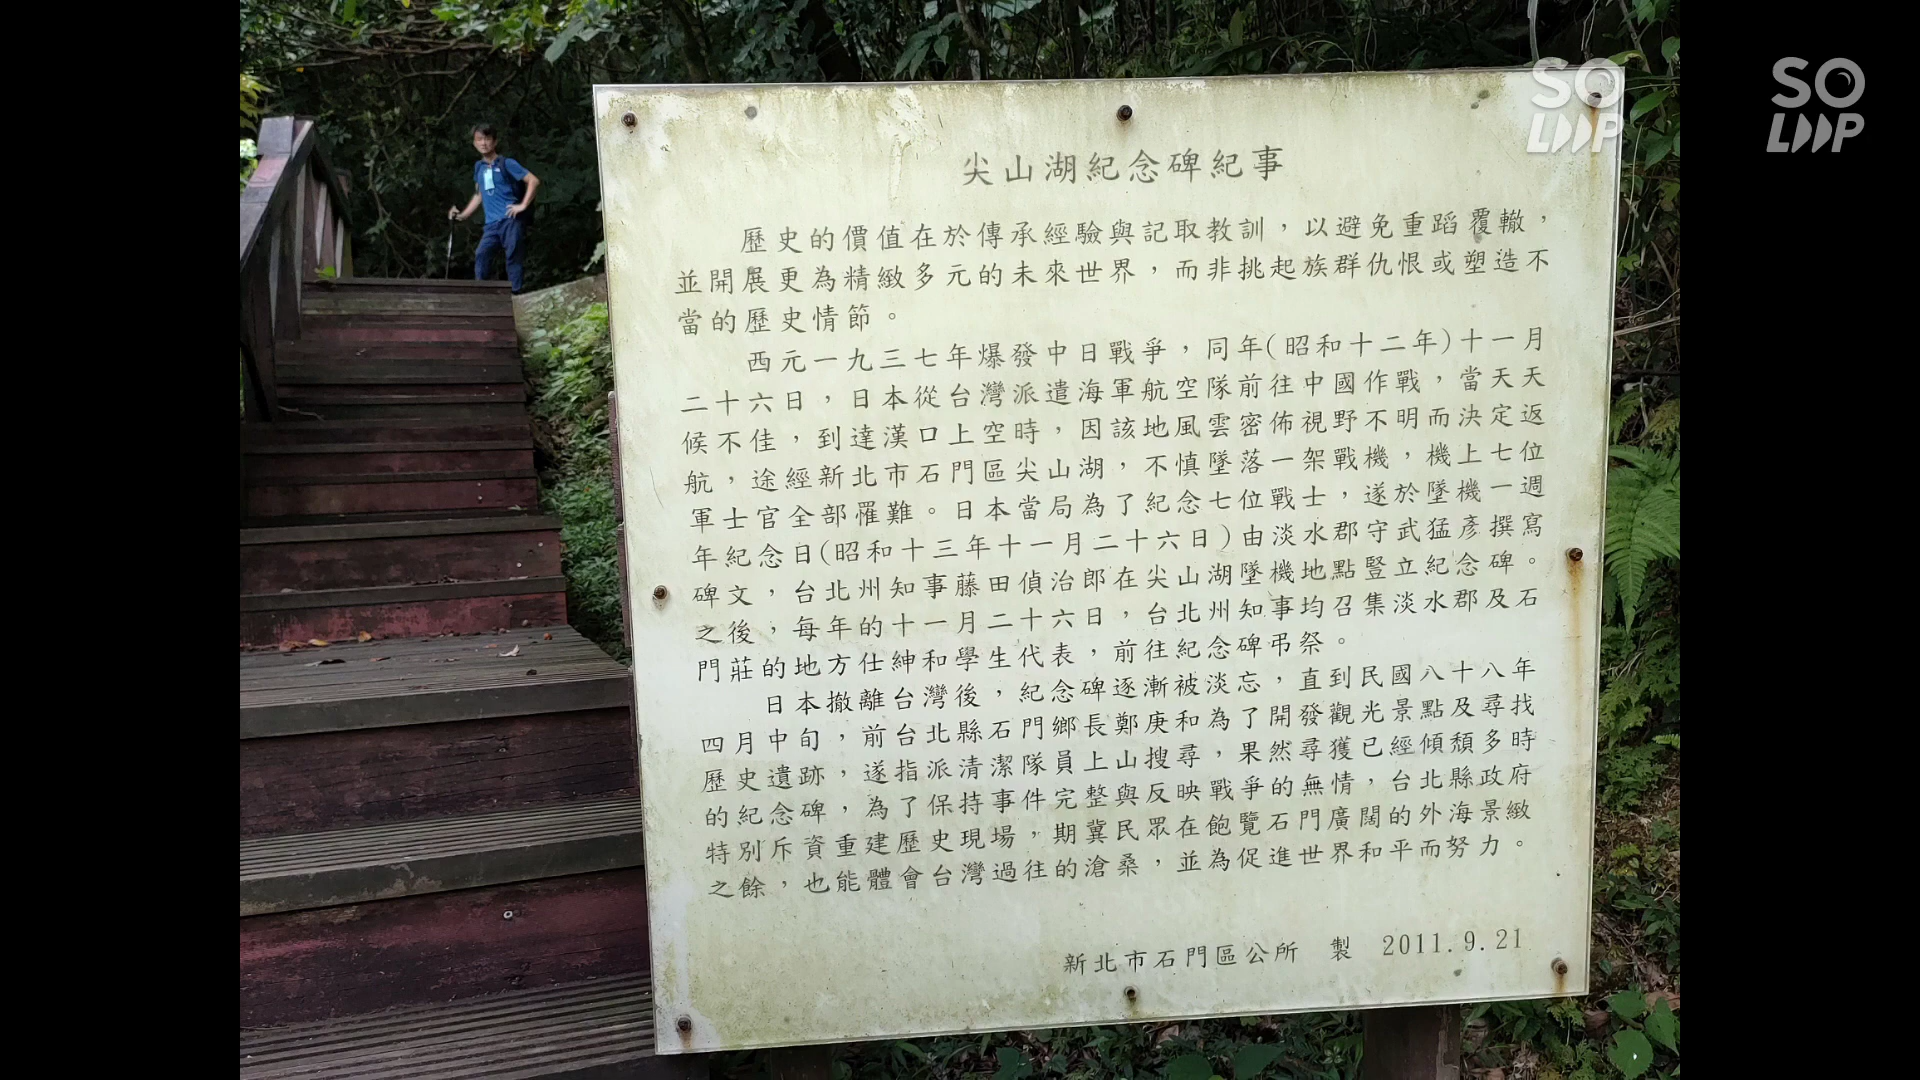 SO
LOOP
SO
LOOP
尖山湖紀念碑紀事
歷史的價值在於傳承經驗與記取教訓，以避免重蹈覆轍，
並開展更為精緻多元的未來世界，而非挑起族群仇恨或塑造不
當的歷史情節。
西元一九三七年爆發中日戰爭，同年(昭和十二年)十一月
二十六日，日本從台灣派遣海軍航空隊前往中國作戰，當天天
候不佳，到達漢口上空時，因該地風雲密佈視野不明而決定返
航，途經新北市石門區尖山湖，不慎墜落一架戰機，機上七位
軍士官全部罹難。日本當局為了紀念七位戰士，遂於墜機一週
年紀念日(昭和十三年十一月二十六日)由淡水郡守武猛彥撰寫
碑文，台北州知事藤田偵治郎在尖山湖墜機地點豎立紀念碑。
之後，每年的十一月二十六日，台北州知事均召集淡水郡及石
門莊的地方仕紳和學生代表，前往紀念碑弔祭。
日本撤離台灣後，紀念碑逐漸被淡忘，直到民國八十八年
四月中旬，前台北縣石門鄉長鄭庚和為了開發觀光景點及尋找
歷史遺跡，遂指派清潔隊員上山搜尋，果然尋獲已經傾頹多時
的紀念碑，為了保持事件完整與反映戰爭的無情，台北縣政府
特別斥資重建歷史現場，期冀民眾在飽覽石門廣闊的外海景緻
之餘，也能體會台灣過往的滄桑，並為促進世界和平而努力。
新北市石門區公所 製 2011.9.21